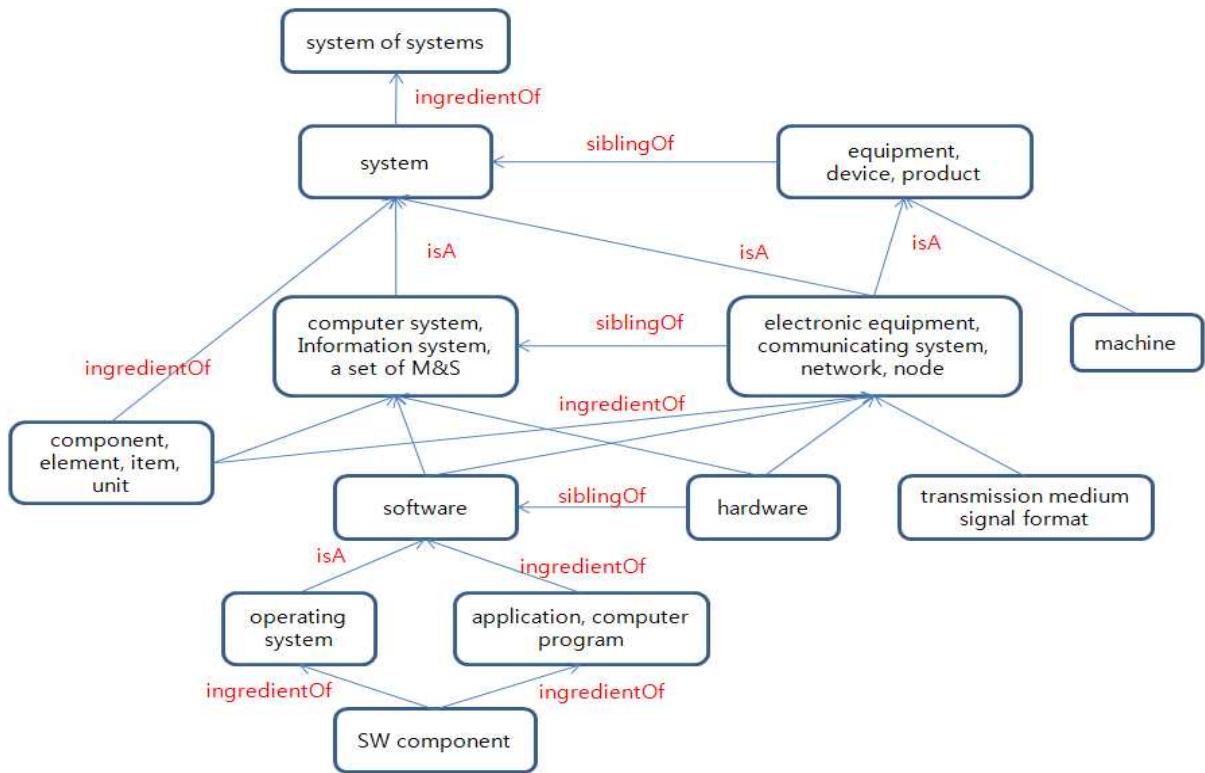 system of systems
ingredientOf
system
siblingOf
equipment,
device, product
isA
isA
isA
computer system,
Information system,
a set of M&S
siblingOf
electronic equipment,
communicating system,
network, node
machine
ingredientOf
ingredientOf
component,
element, item,
unit
software
siblingOf
hardware
transmission medium
signal format
isA
ingredientOf
operating
system
application, computer
program
ingredientOf
ingredientOf
SW component